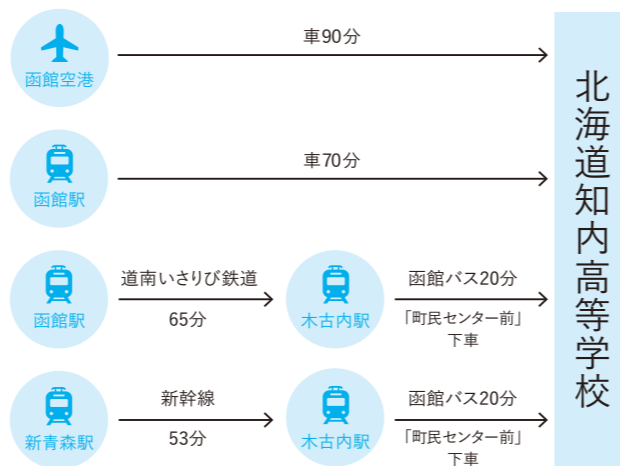 車90分
函館空港
車70分
函館駅
道南いさりび鉄道
函館バス20分
函館駅
65分
木古内駅
「町民センター前」
下車
新幹線
函館バス20分
新青森駅
53分
木古内駅
「町民センター前」
下車
北海道知内高等学校